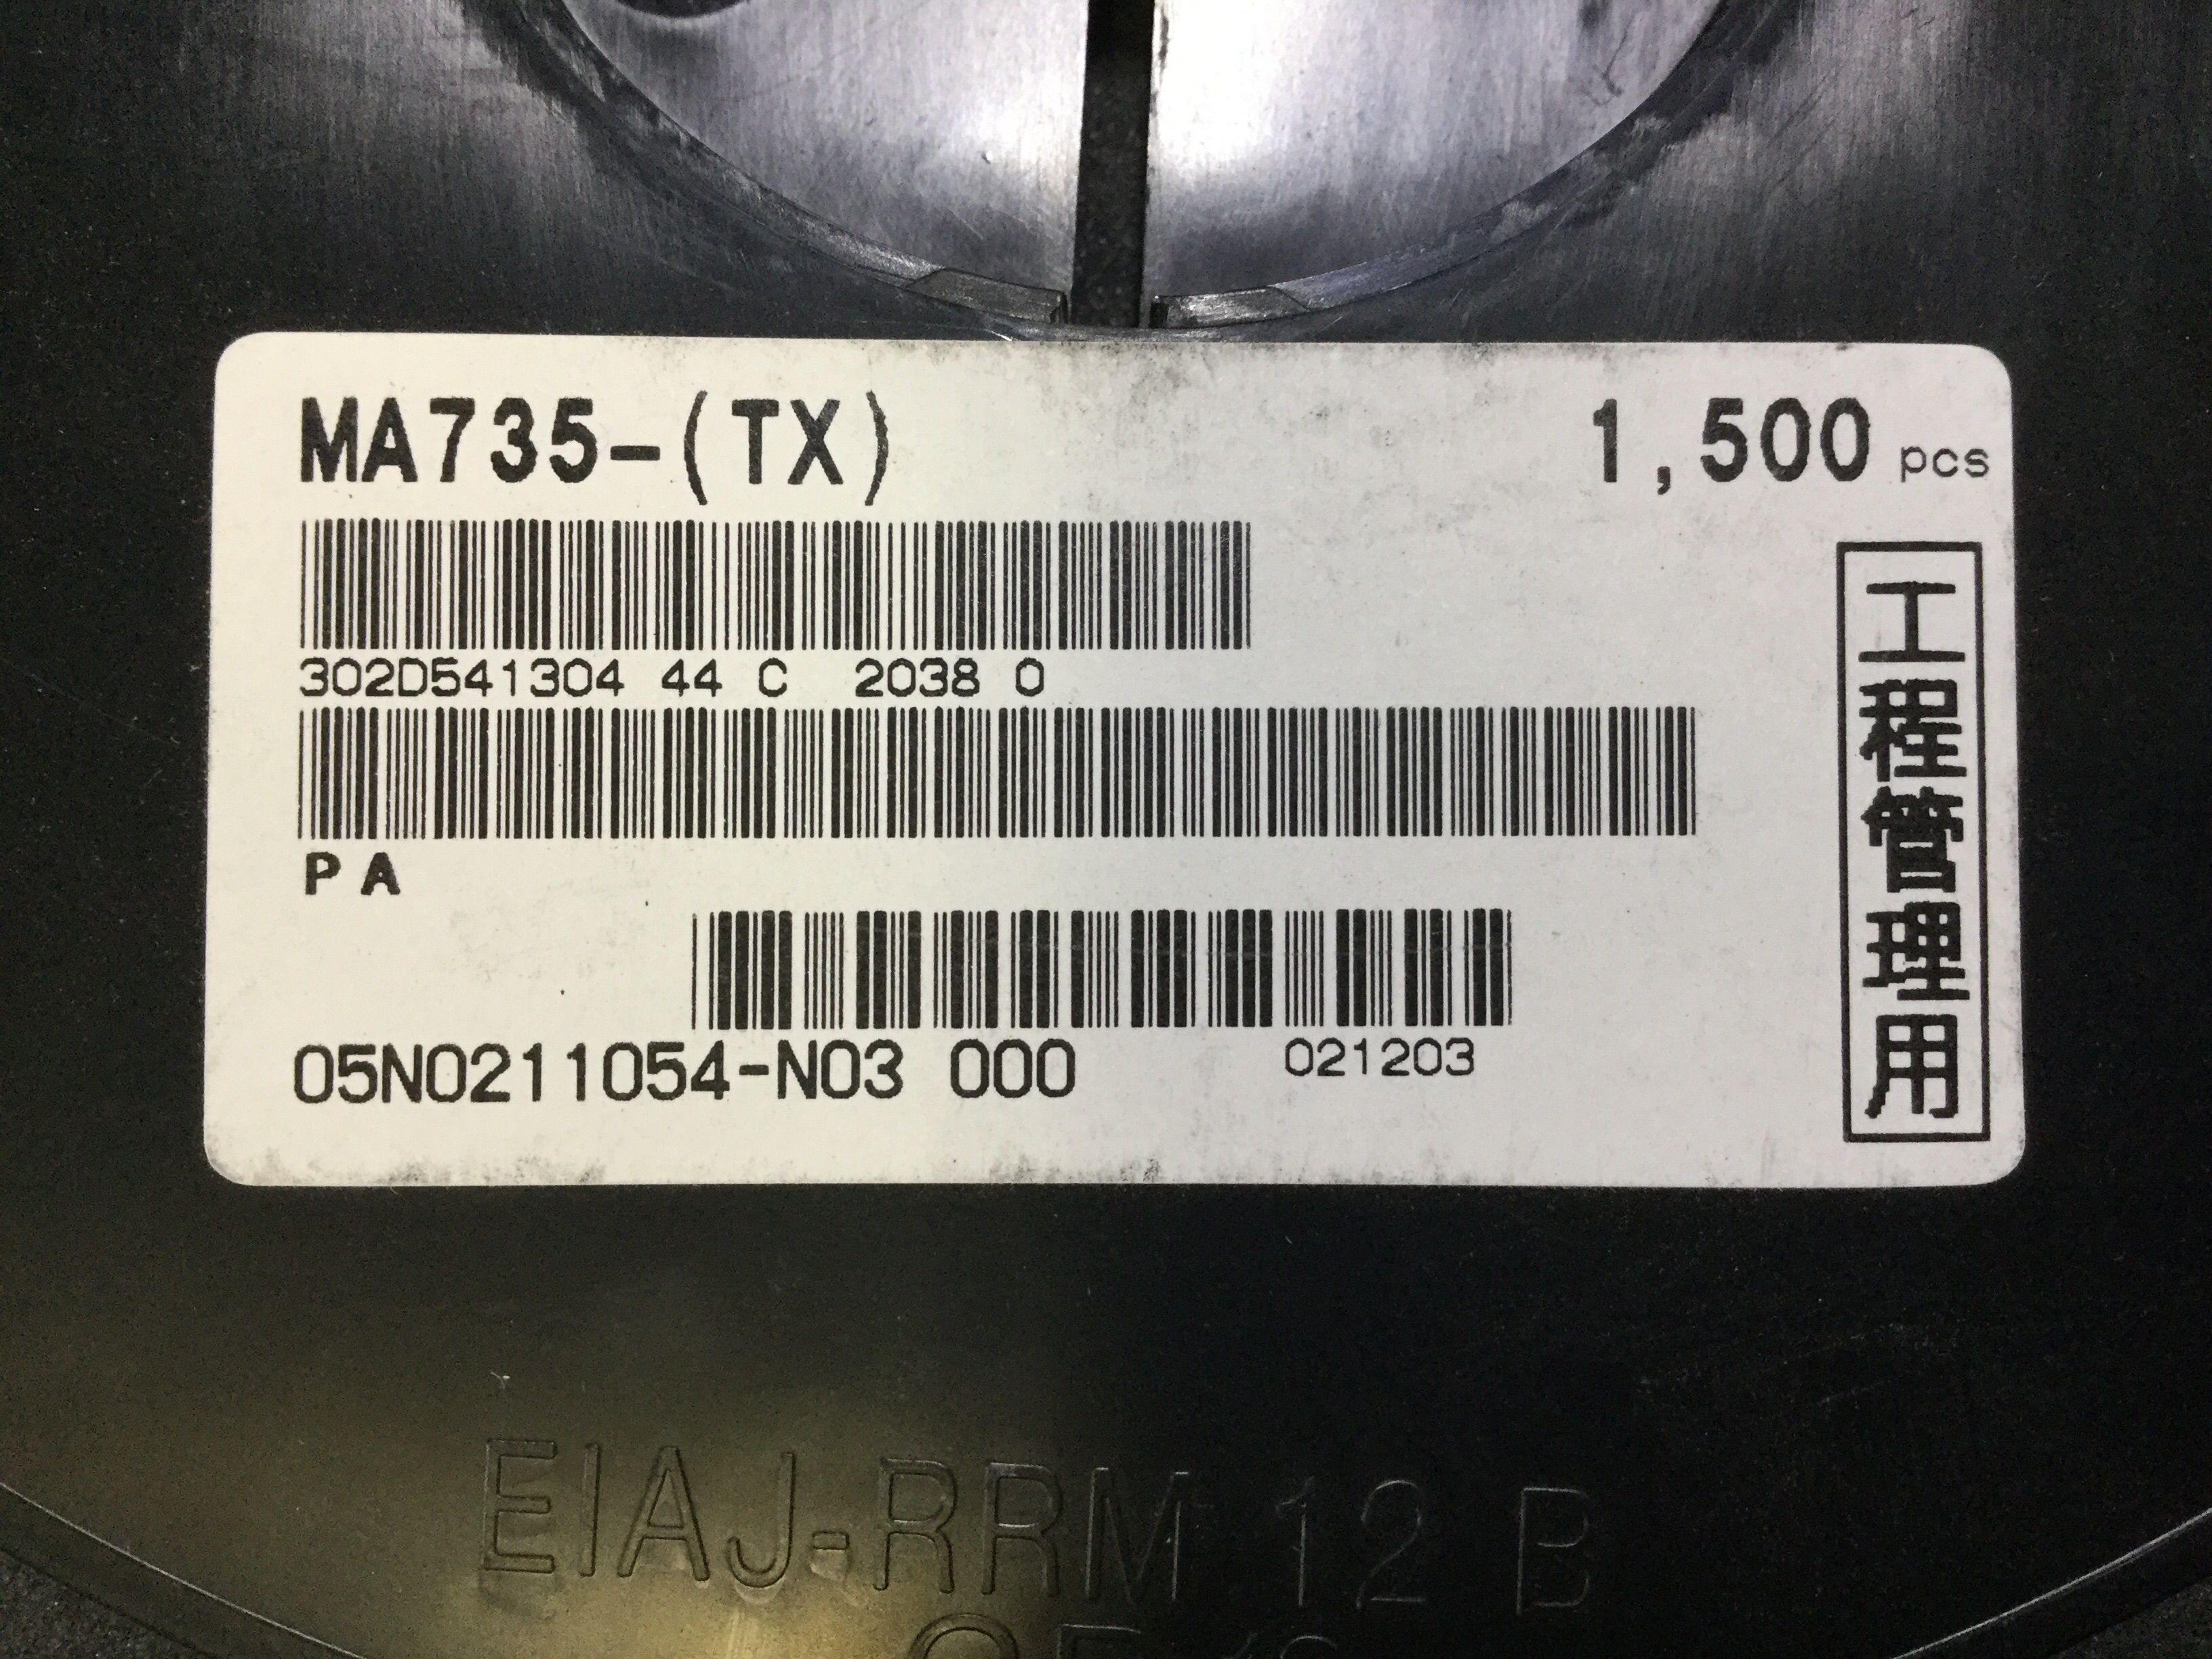 MA735-(TX) 1,500 pcs
302D541304 44 C 2038 0
PA
05N0211054-N03 000 021203
工程管理用
EIAJ-RRM 12 B